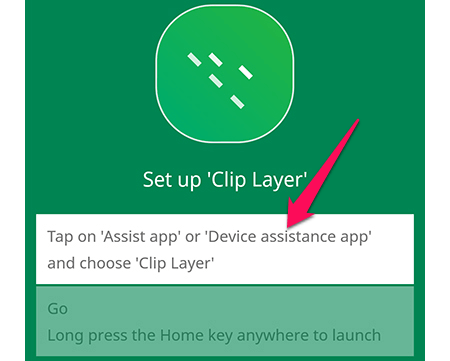 Set up 'Clip Layer'
Tap on 'Assist app' or 'Device assistance app'
and choose 'Clip Layer'
Go
Long press the Home key anywhere to launch